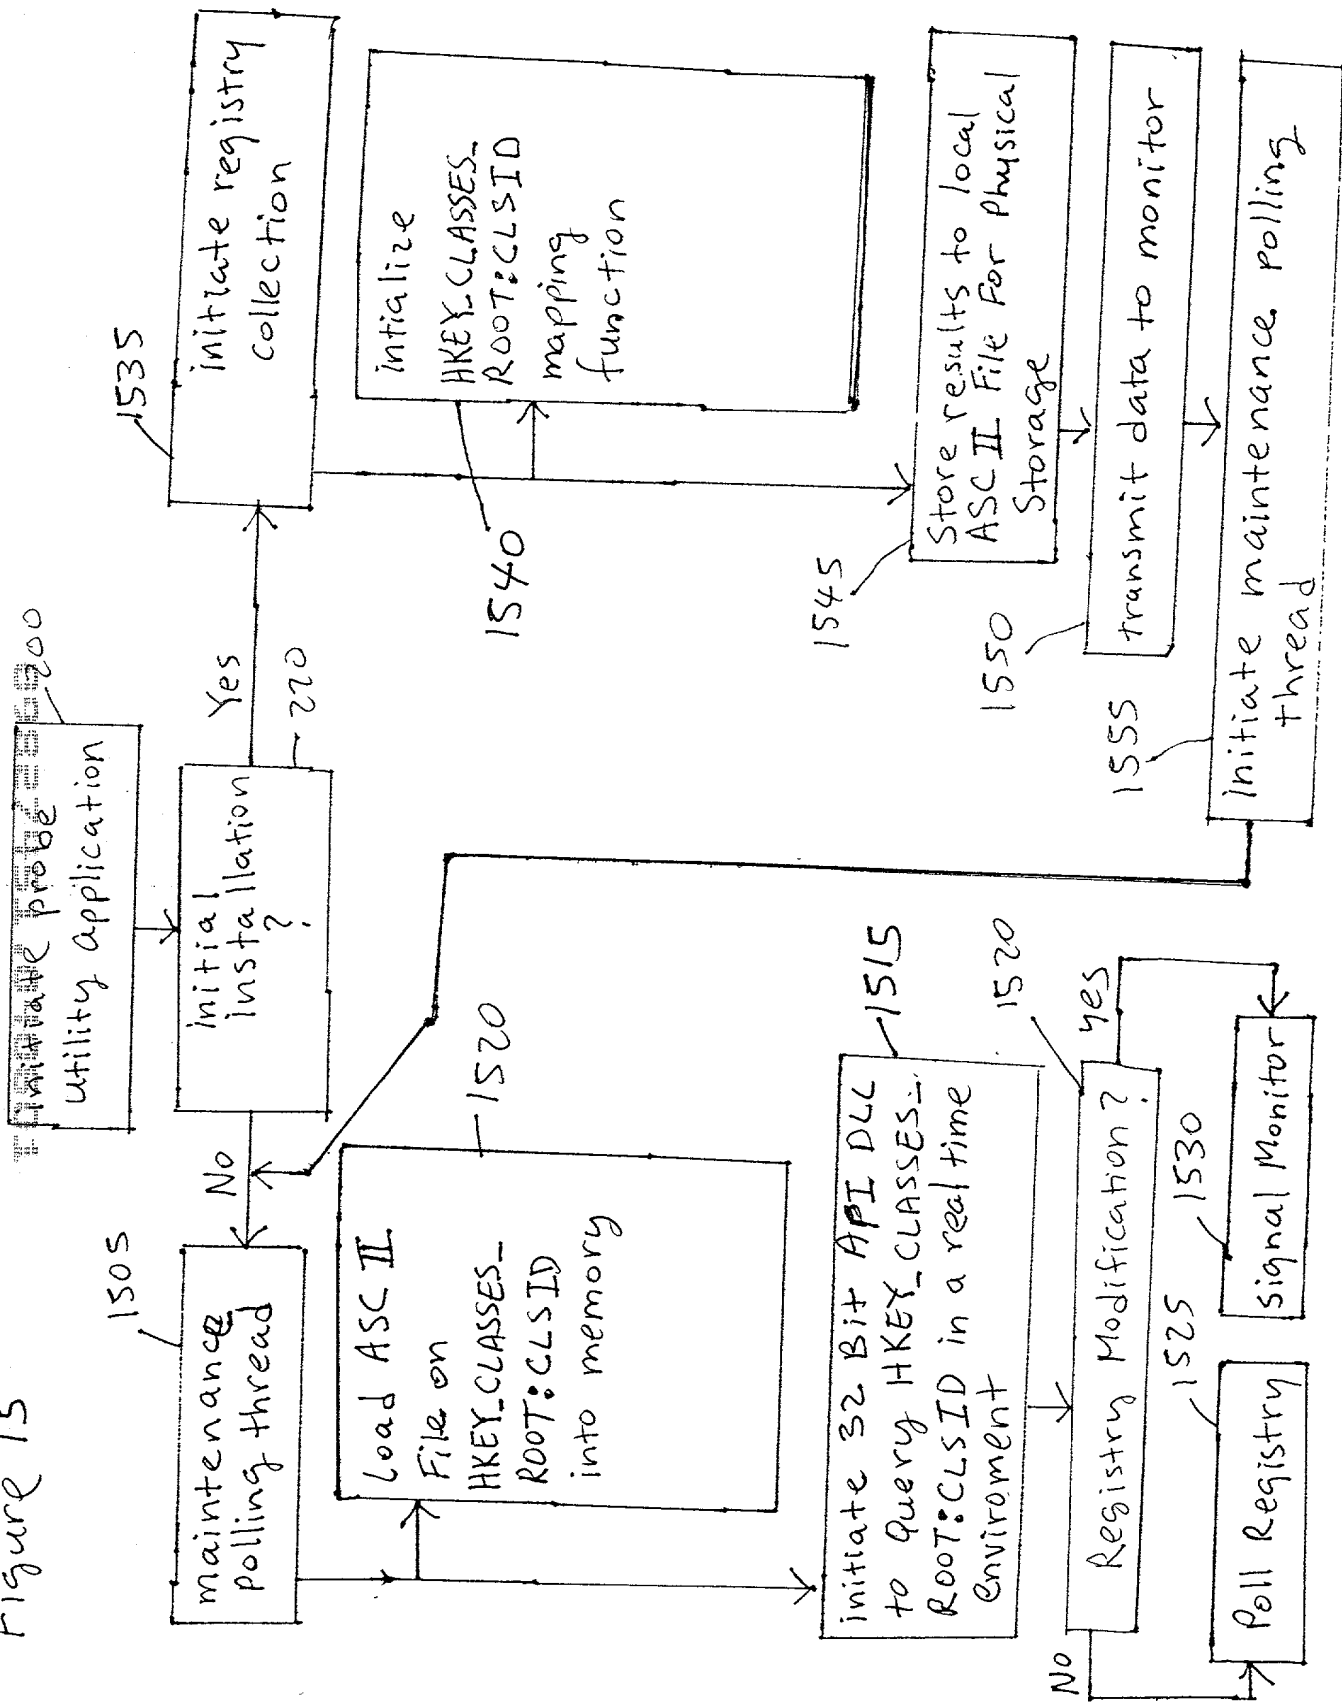 Figure 15
initiate probe
Utility application
200
initial
installation
?
220
No
Yes
1505
maintenance
polling thread
Load ASC II
File on
HKEY_CLASSES_
ROOT:CLSID
into memory
1520
initiate 32 Bit API DLL
to Query HKEY_CLASSES_
ROOT:CLSID in a real time
enviroment
1515
Registry Modification?
1520
No
yes
Poll Registry
1525
Signal Monitor
1530
1535
initiate registry
collection
intialize
HKEY_CLASSES_
ROOT:CLSID
mapping
function
1540
Store results to local
ASC II File For Physical
Storage
1545
transmit data to monitor
1550
Initiate maintenance polling
thread
1555